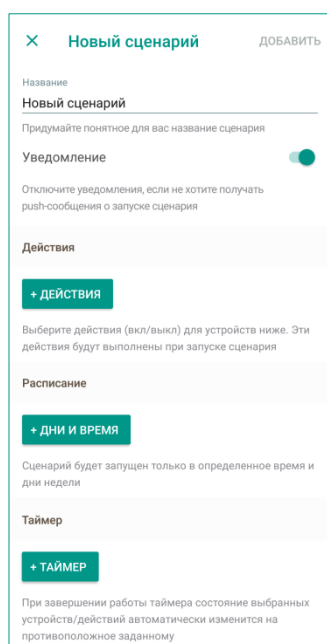 × Новый сценарий ДОБАВИТЬ
Название
Новый сценарий
Придумайте понятное для вас название сценария
Уведомление
Отключите уведомления, если не хотите получать
push-сообщения о запуске сценария
Действия
+ ДЕЙСТВИЯ
Выберите действия (вкл/выкл) для устройств ниже. Эти
действия будут выполнены при запуске сценария
Расписание
+ ДНИ И ВРЕМЯ
Сценарий будет запущен только в определенное время и
дни недели
Таймер
+ ТАЙМЕР
При завершении работы таймера состояние выбранных
устройств/действий автоматически изменится на
противоположное заданному